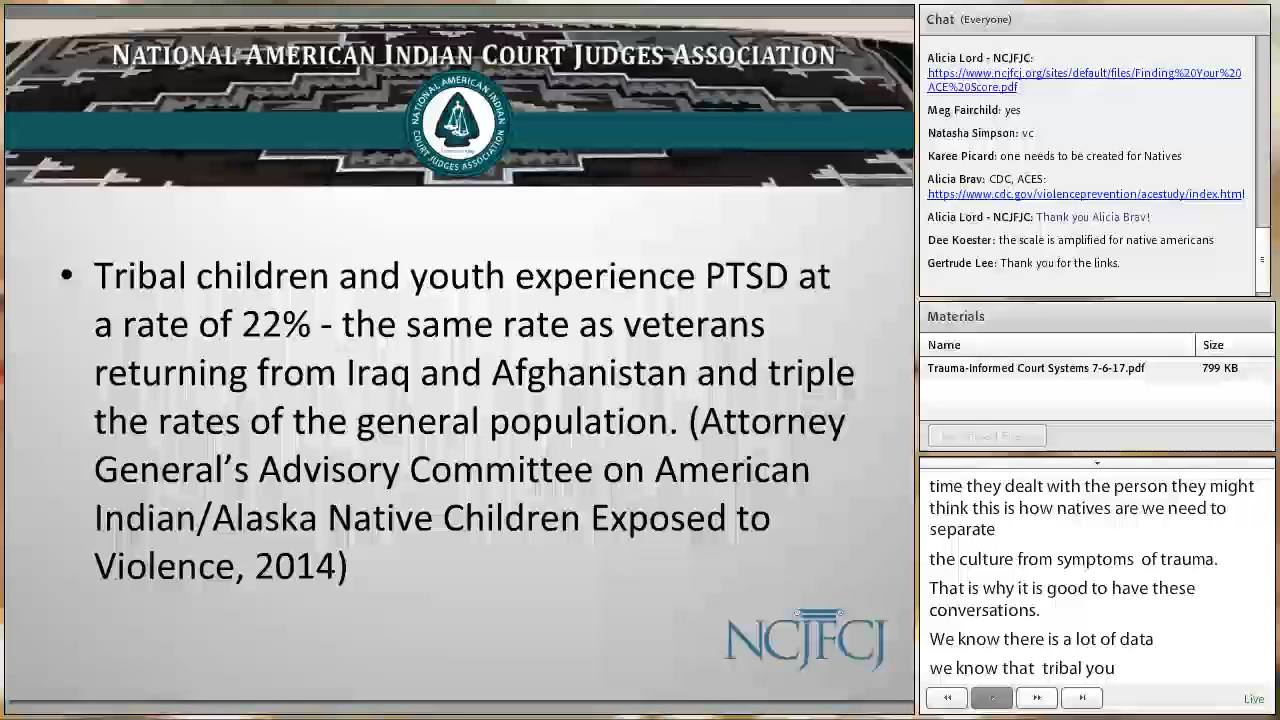 NATIONAL AMERICAN INDIAN COURT JUDGES ASSOCIATION
NATIONAL AMERICAN INDIAN
COURT JUDGES ASSOCIATION
• Tribal children and youth experience PTSD at
a rate of 22% - the same rate as veterans
returning from Iraq and Afghanistan and triple
the rates of the general population. (Attorney
General’s Advisory Committee on American
Indian/Alaska Native Children Exposed to
Violence, 2014)
NCJFCJ
Chat (Everyone)
Alicia Lord - NCJFJC:
https://www.ncjfcj.org/sites/default/files/Finding%20Your%20
ACE%20Score.pdf
Meg Fairchild: yes
Natasha Simpson: vc
Karee Picard: one needs to be created for natives
Alicia Brav: CDC, ACES:
https://www.cdc.gov/violenceprevention/acestudy/index.html
Alicia Lord - NCJFJC: Thank you Alicia Brav!
Dee Koester: the scale is amplified for native americans
Gertrude Lee: Thank you for the links.
Materials
Name Size
Trauma-Informed Court Systems 7-6-17.pdf 799 KB
time they dealt with the person they might
think this is how natives are we need to
separate
the culture from symptoms of trauma.
That is why it is good to have these
conversations.
We know there is a lot of data
we know that tribal you
Live